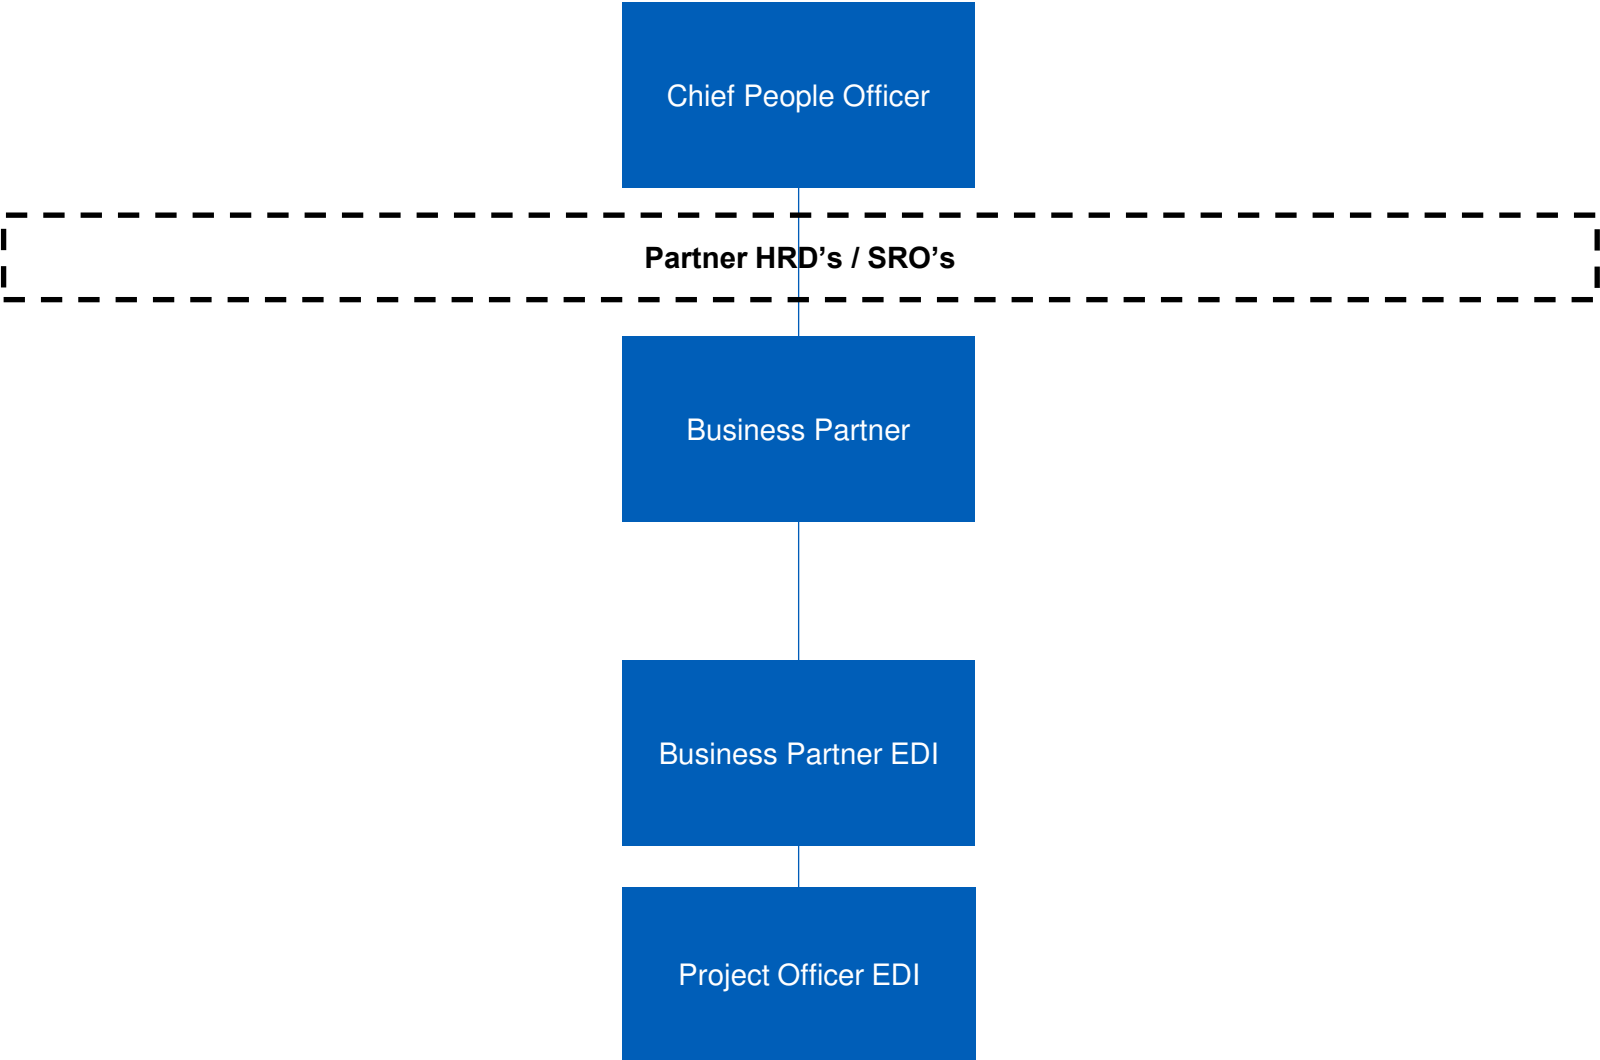 Chief People Officer
Partner HRD’s / SRO’s
Business Partner
Business Partner EDI
Project Officer EDI